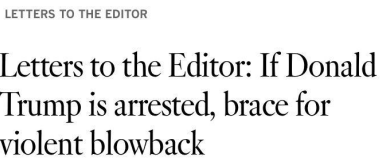 LETTERS TO THE EDITOR
Letters to the Editor: If Donald
Trump is arrested, brace for
violent blowback